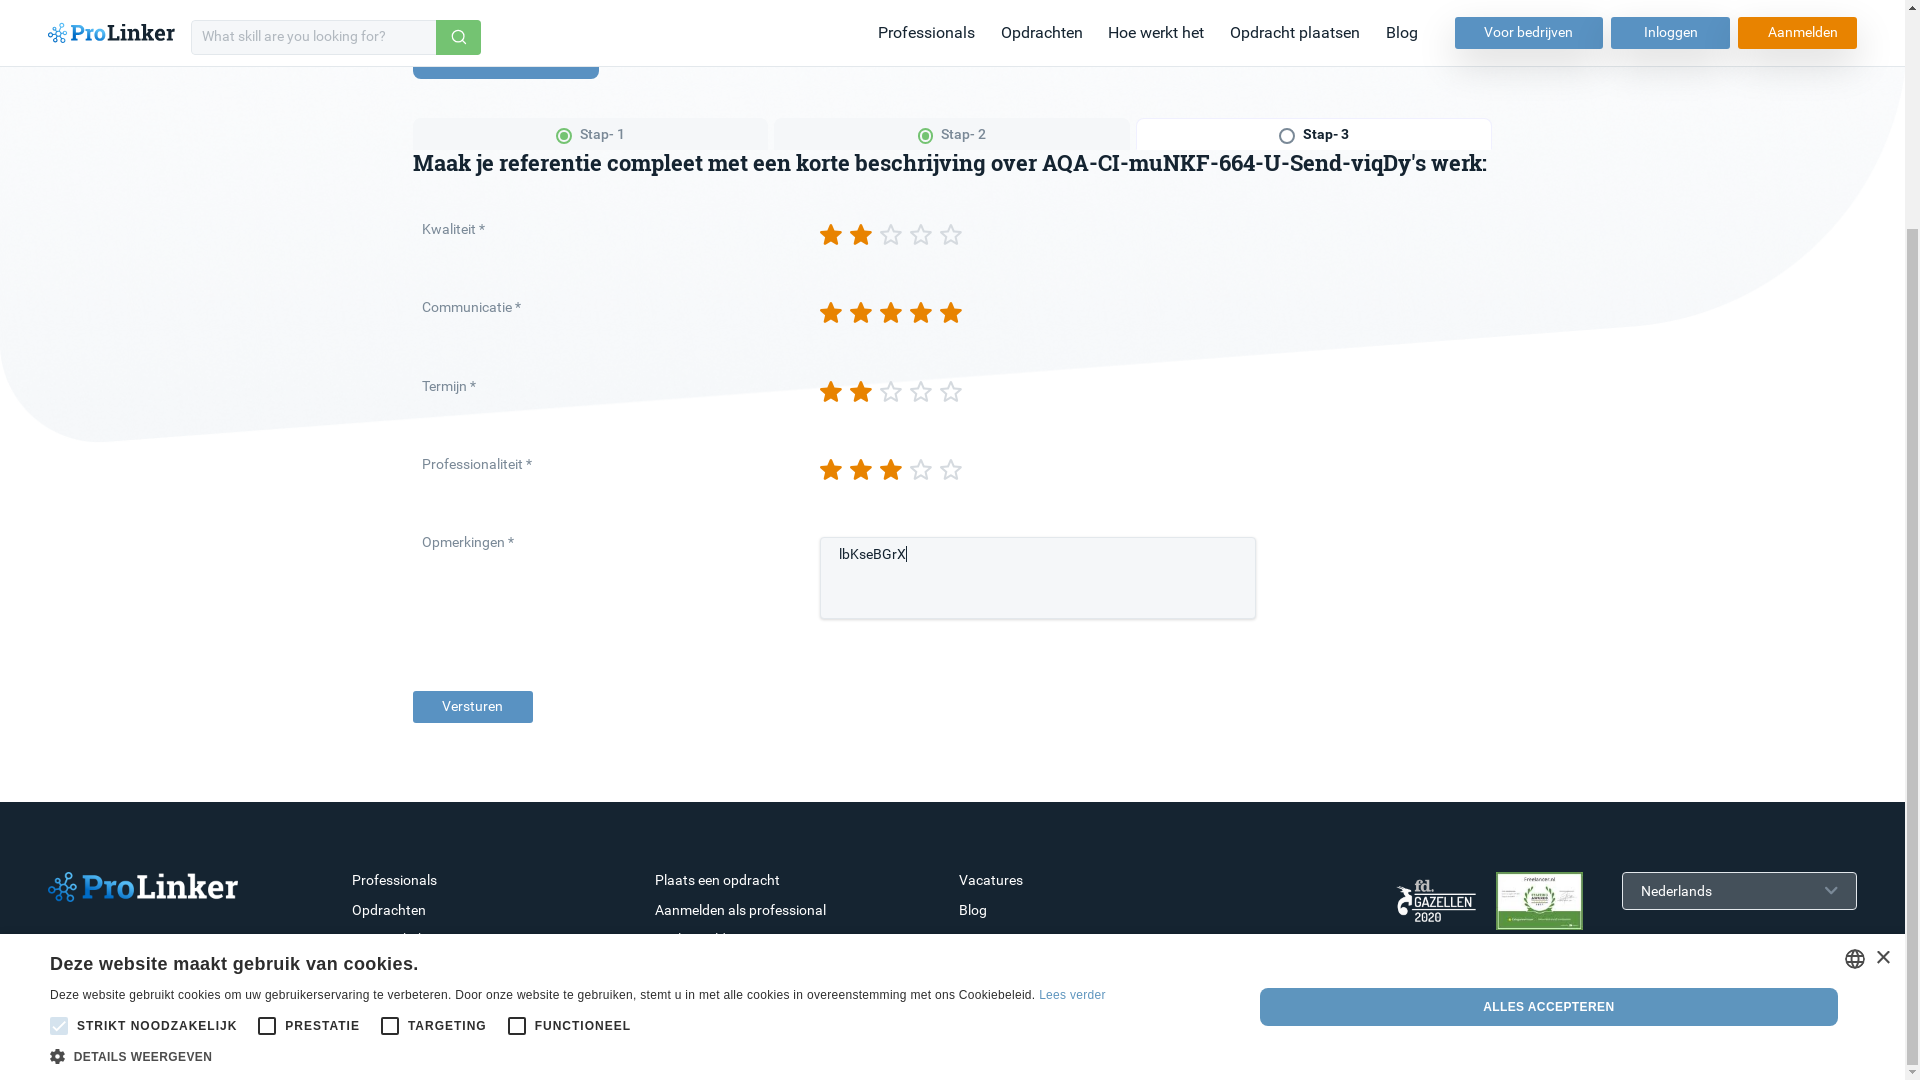 ProLinker
What skill are you looking for?
Professionals
Opdrachten
Hoe werkt het
Opdracht plaatsen
Blog
Voor bedrijven
Inloggen
Aanmelden
Stap- 1
Stap- 2
Stap- 3
Maak je referentie compleet met een korte beschrijving over AQA-CI-muNKF-664-U-Send-viqDy's werk:
Kwaliteit *
Communicatie *
Termijn *
Professionaliteit *
Opmerkingen *
lbKseBGrX
Versturen
ProLinker
Professionals
Opdrachten
Plaats een opdracht
Aanmelden als professional
Vacatures
Blog
fd.
GAZELLEN
2020
Freelancer.nl
Nederlands
Deze website maakt gebruik van cookies.
Deze website gebruikt cookies om uw gebruikerservaring te verbeteren. Door onze website te gebruiken, stemt u in met alle cookies in overeenstemming met ons Cookiebeleid. Lees verder
STRIKT NOODZAKELIJK
PRESTATIE
TARGETING
FUNCTIONEEL
DETAILS WEERGEVEN
ALLES ACCEPTEREN